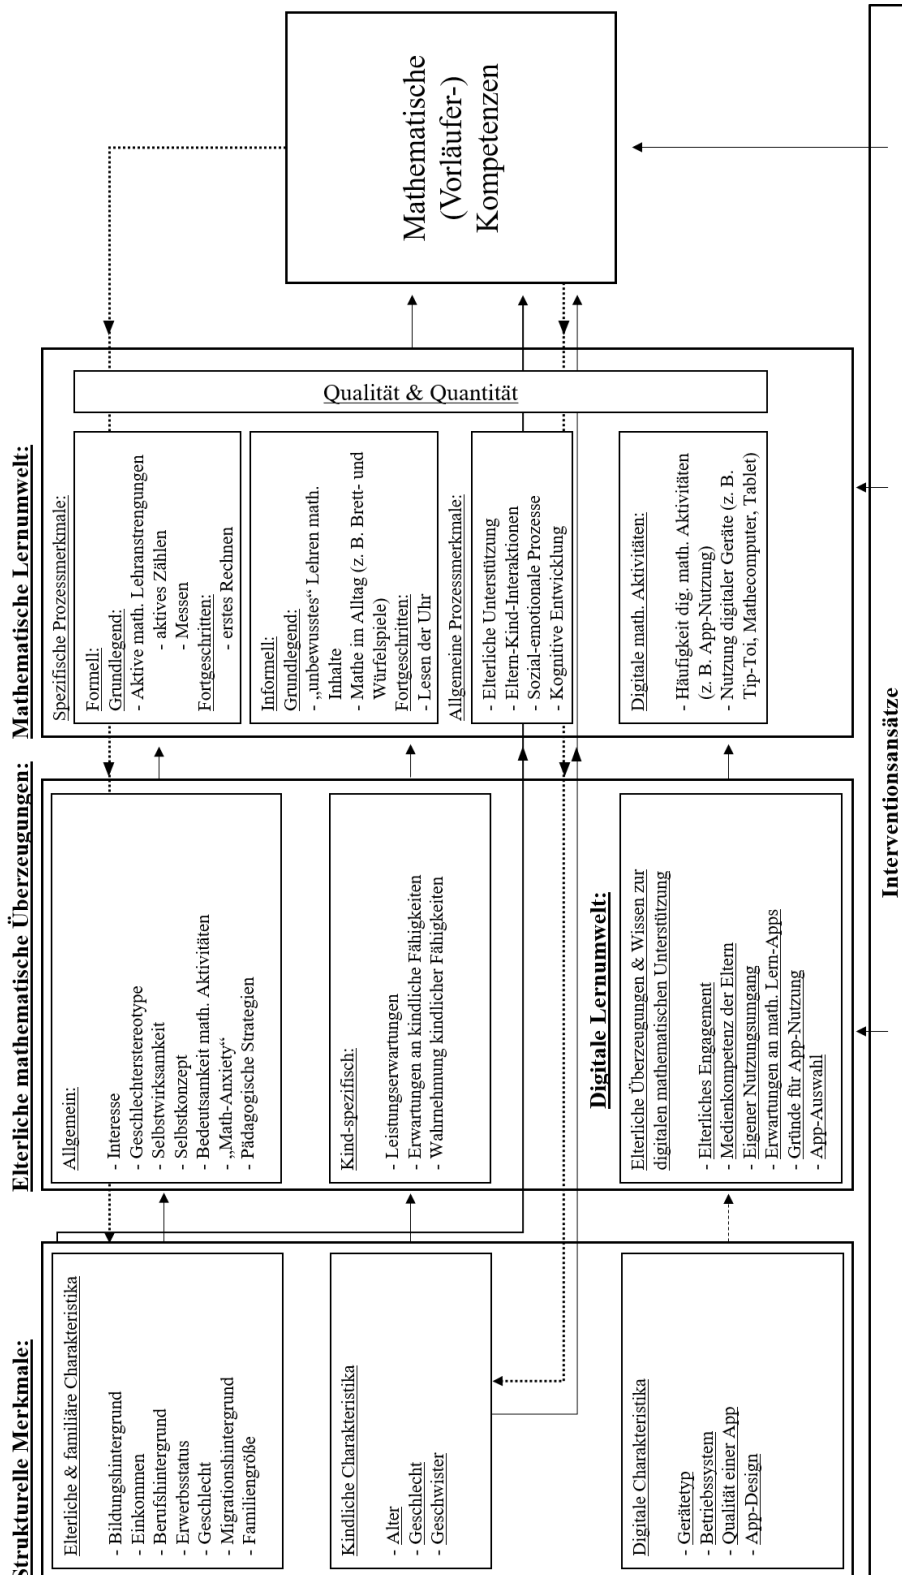 Strukturelle Merkmale:
Elterliche & familiäre Charakteristika
- Bildungshintergrund
- Einkommen
- Berufshintergrund
- Erwerbsstatus
- Geschlecht
- Migrationshintergrund
- Familiengröße
Kindliche Charakteristika
- Alter
- Geschlecht
- Geschwister
Digitale Charakteristika
- Gerätetyp
- Betriebssystem
- Qualität einer App
- App-Design
Elterliche mathematische Überzeugungen:
Allgemein:
- Interesse
- Geschlechterstereotype
- Selbstwirksamkeit
- Selbstkonzept
- Bedeutsamkeit math. Aktivitäten
- „Math-Anxiety“
- Pädagogische Strategien
Kind-spezifisch:
- Leistungserwartungen
- Erwartungen an kindliche Fähigkeiten
- Wahrnehmung kindlicher Fähigkeiten
Digitale Lernumwelt:
Elterliche Überzeugungen & Wissen zur
digitalen mathematischen Unterstützung
- Elterliches Engagement
- Medienkompetenz der Eltern
- Eigener Nutzungsumgang
- Erwartungen an math. Lern-Apps
- Gründe für App-Nutzung
- App-Auswahl
Mathematische Lernumwelt:
Spezifische Prozessmerkmale:
Formell:
Grundlegend:
- Aktive math. Lehranstrengungen
- aktives Zählen
- Messen
Fortgeschritten:
- erstes Rechnen
Informell:
Grundlegend:
- „unbewusstes“ Lehren math.
Inhalte
- Mathe im Alltag (z. B. Brett- und
Würfelspiele)
Fortgeschritten:
- Lesen der Uhr
Allgemeine Prozessmerkmale:
- Elterliche Unterstützung
- Eltern-Kind-Interaktionen
- Sozial-emotionale Prozesse
- Kognitive Entwicklung
Digitale math. Aktivitäten:
- Häufigkeit dig. math. Aktivitäten
(z. B. App-Nutzung)
- Nutzung digitaler Geräte (z. B.
Tip-Toi, Mathecomputer, Tablet)
Qualität & Quantität
Mathematische
(Vorläufer-)
Kompetenzen
Interventionsansätze